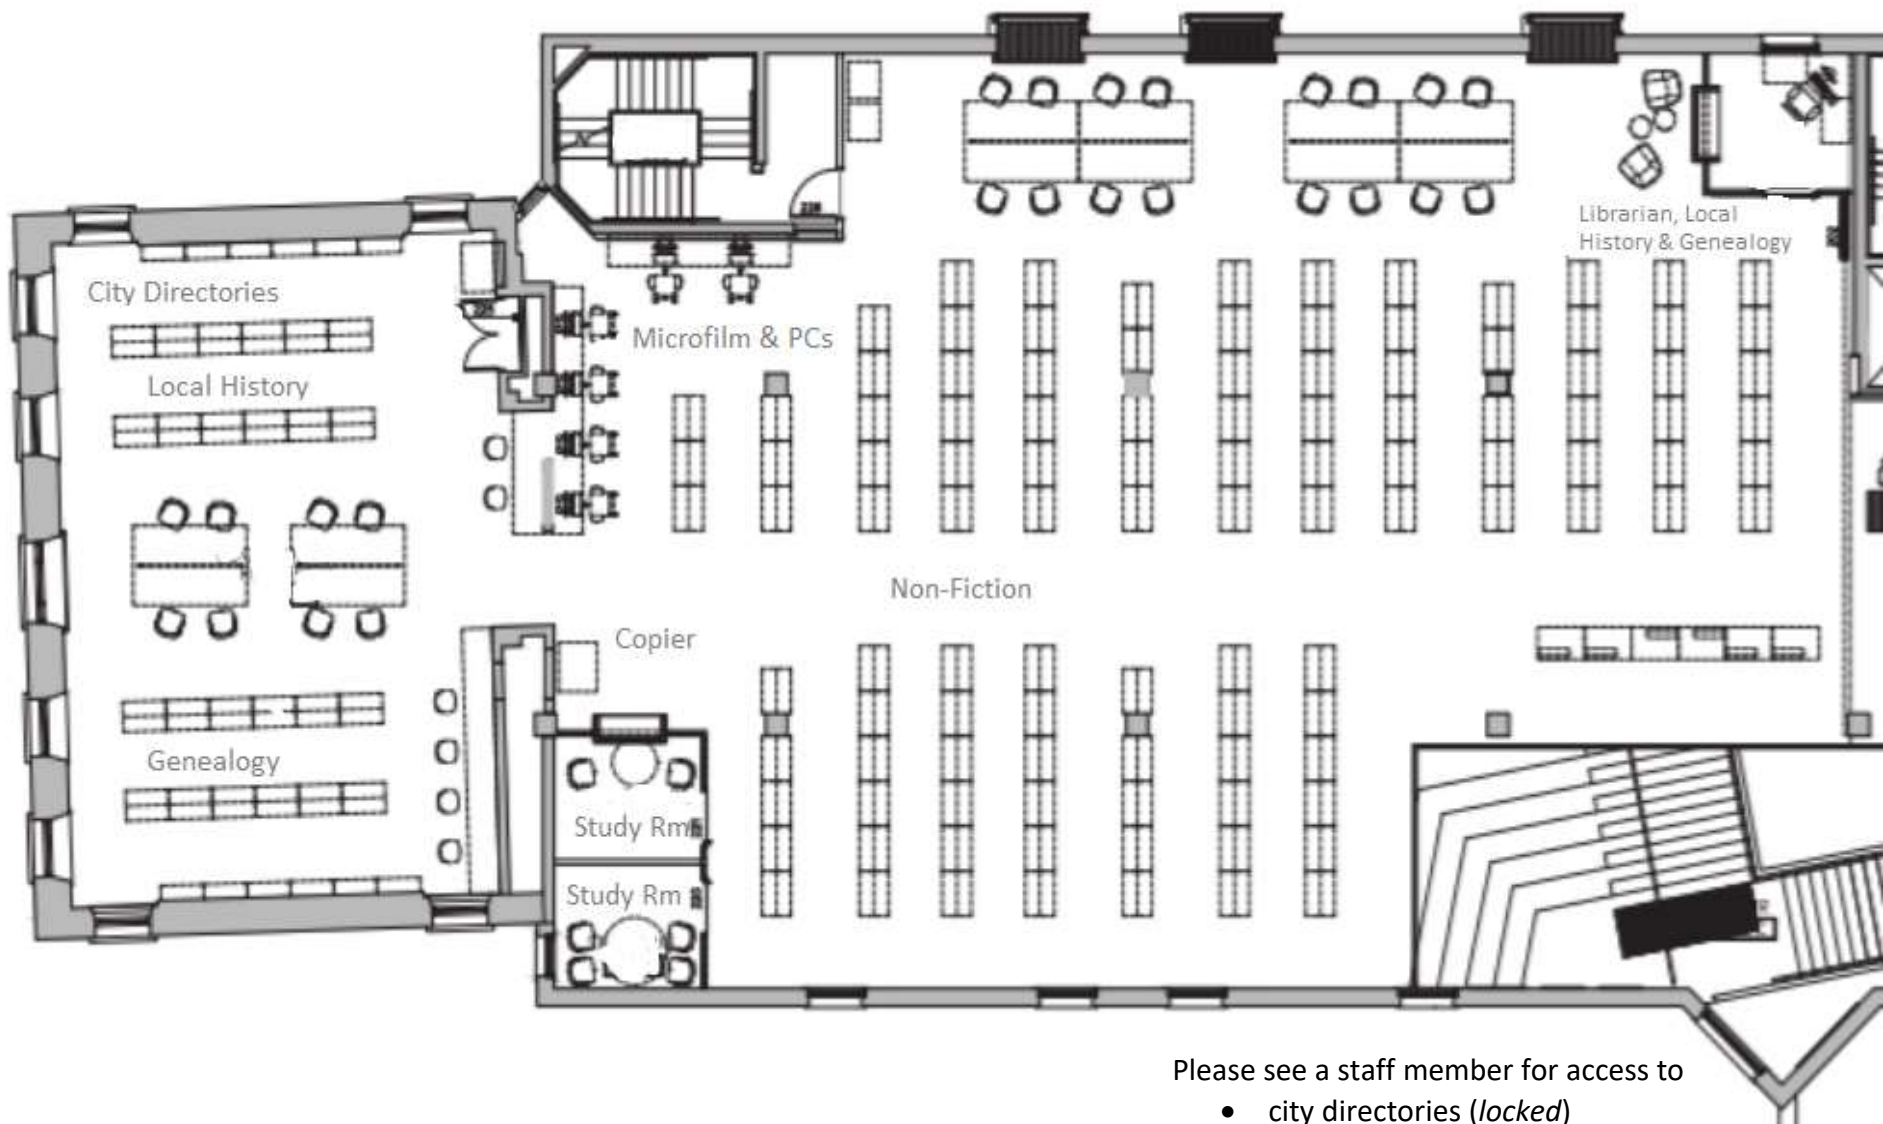 Librarian, Local
History & Genealogy
City Directories
Microfilm & PCs
Local History
Non-Fiction
Copier
Genealogy
Study Rm
Study Rm
Please see a staff member for access to
• city directories (locked)